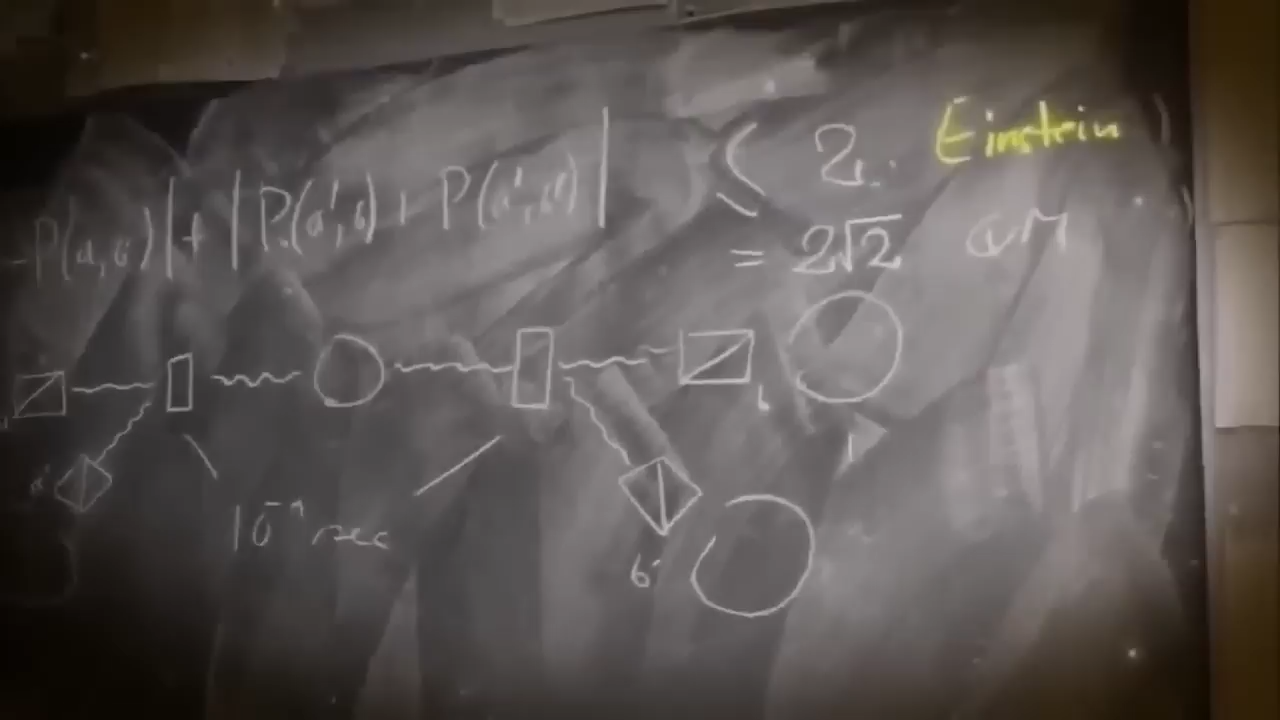 -P(a,b')|+|P(a',b)+P(a',b')| ≤ 2. Einstein
= 2√2 QM
b
10⁻⁹ sec
b'